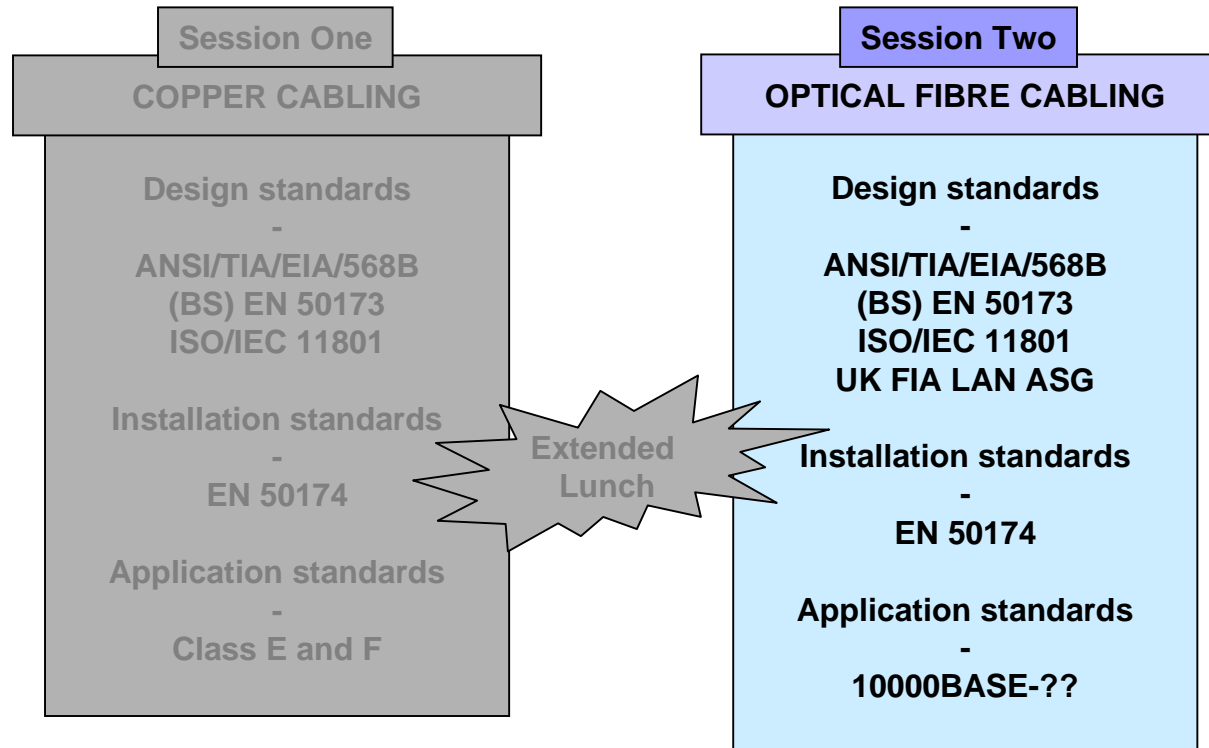 Session One
COPPER CABLING
Design standards
-
ANSI/TIA/EIA/568B
(BS) EN 50173
ISO/IEC 11801
Installation standards
-
EN 50174
Application standards
-
Class E and F
Extended
Lunch
Session Two
OPTICAL FIBRE CABLING
Design standards
-
ANSI/TIA/EIA/568B
(BS) EN 50173
ISO/IEC 11801
UK FIA LAN ASG
Installation standards
-
EN 50174
Application standards
-
10000BASE-??